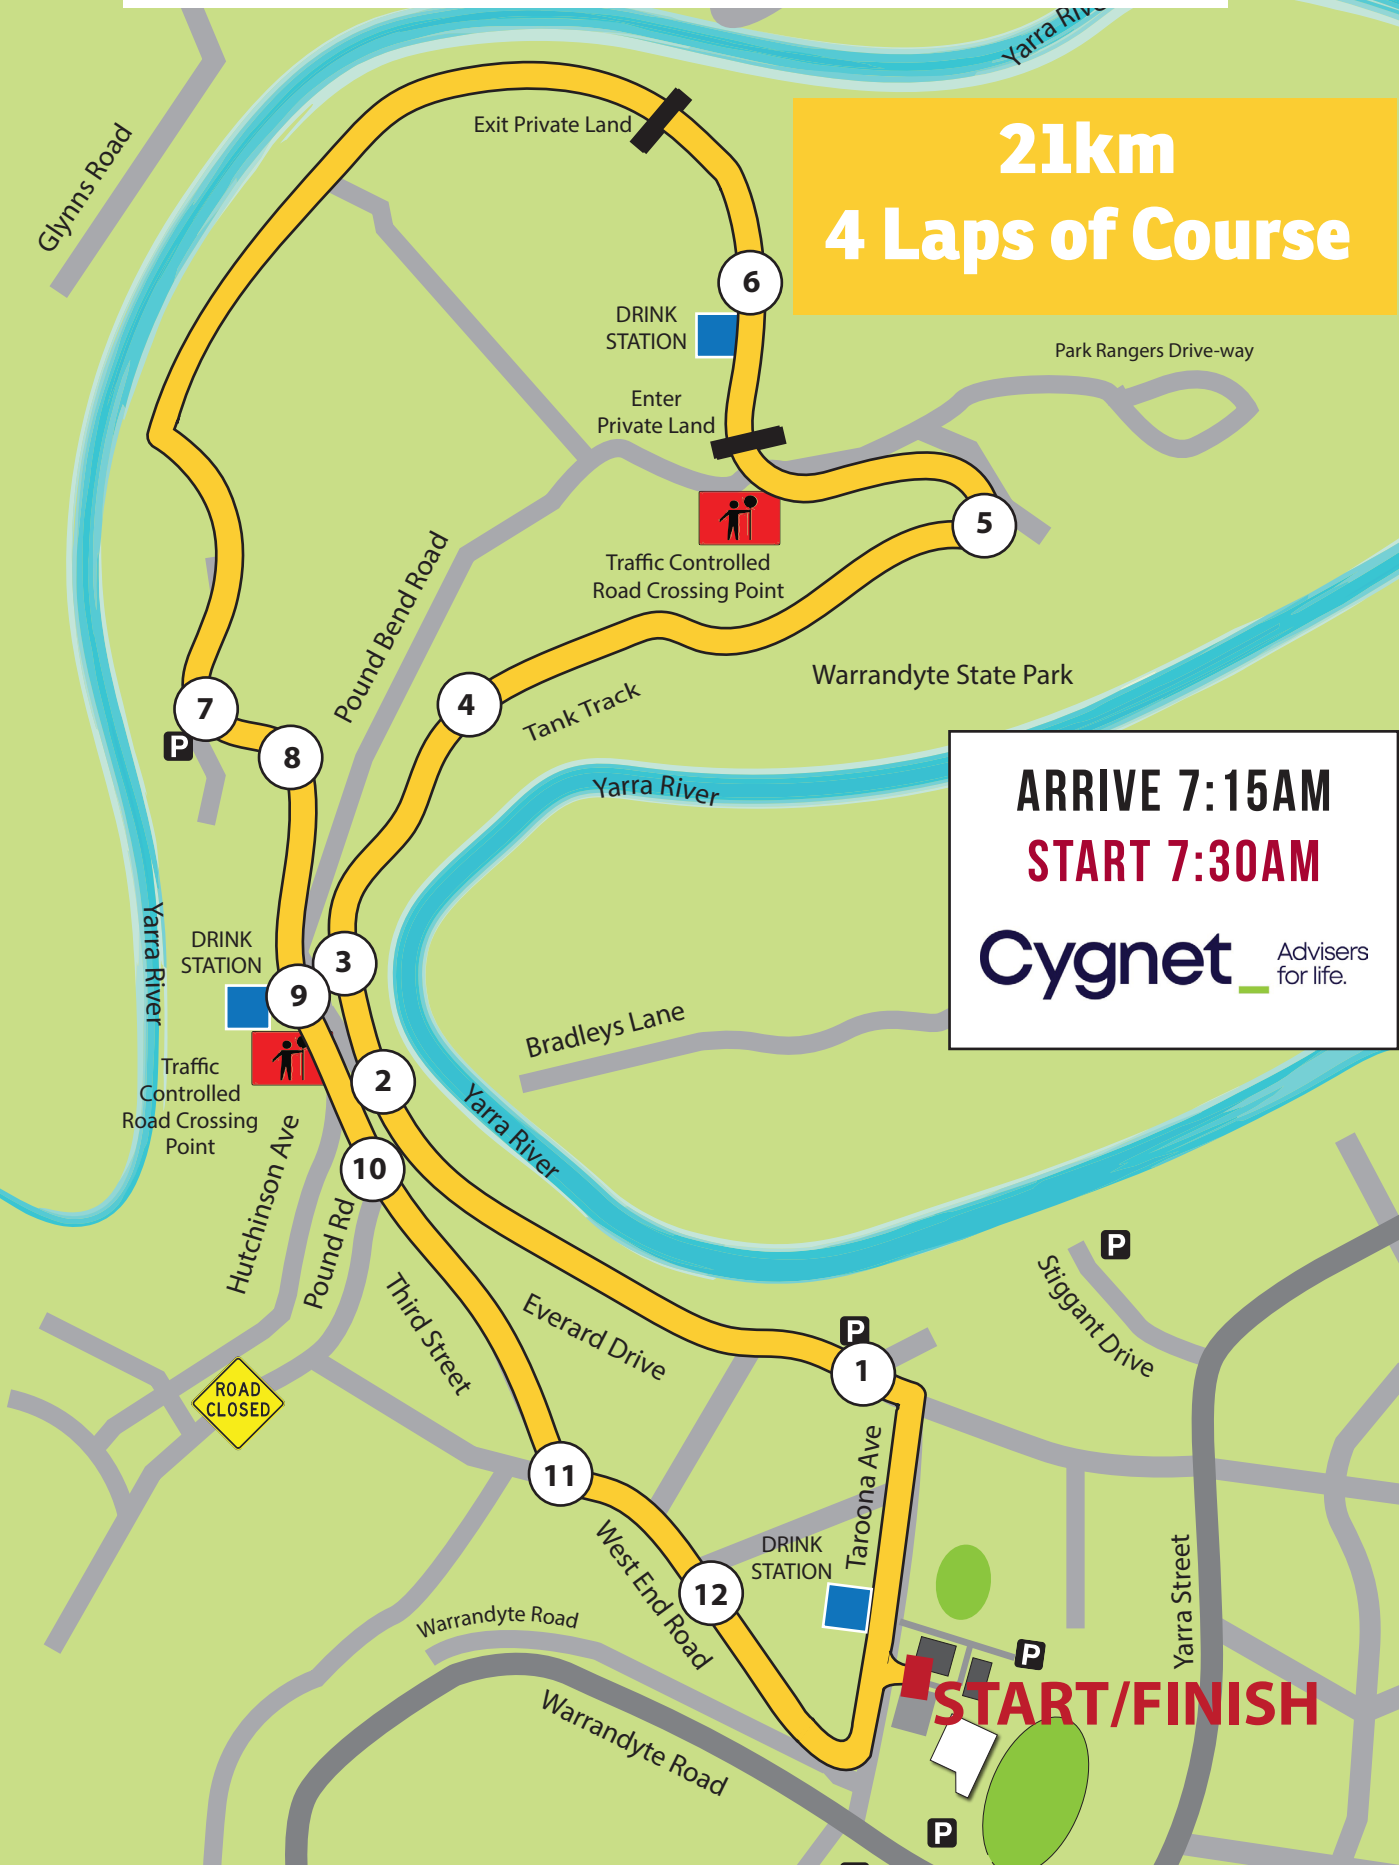 Yarra River
Glynns Road
Exit Private Land
21km
4 Laps of Course
6
DRINK
STATION
Park Rangers Drive-way
Enter
Private Land
5
Traffic Controlled
Road Crossing Point
Pound Bend Road
Warrandyte State Park
4
Tank Track
7
P
8
Yarra River
ARRIVE 7:15AM
START 7:30AM
Cygnet_
Advisers
for life.
Yarra River
DRINK
STATION
3
9
Bradleys Lane
Traffic
Controlled
Road Crossing
Point
2
Yarra River
10
Hutchinson Ave
Pound Rd
P
Stiggant Drive
Third Street
Everard Drive
P
1
ROAD
CLOSED
Taroona Ave
11
West End Road
DRINK
STATION
12
Yarra Street
Warrandyte Road
P
START/FINISH
Warrandyte Road
P